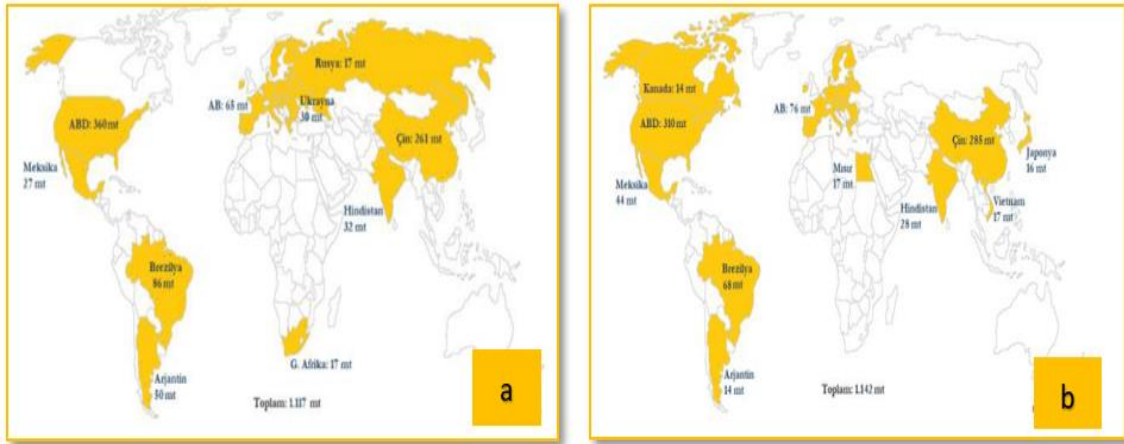 Rusya: 17 mt
AB: 65 mt
Ukrayna
30 mt
ABD: 360 mt
Çin: 261 mt
Meksika
27 mt
Hindistan
32 mt
Brezilya
86 mt
G. Afrika: 17 mt
Arjantin
50 mt
Toplam: 1.117 mt
a
Kanada: 14 mt
AB: 76 mt
ABD: 310 mt
Çin: 285 mt
Japonya
16 mt
Mısır
17 mt
Meksika
44 mt
Vietnam
17 mt
Hindistan
28 mt
Brezilya
68 mt
Arjantin
14 mt
Toplam: 1.142 mt
b